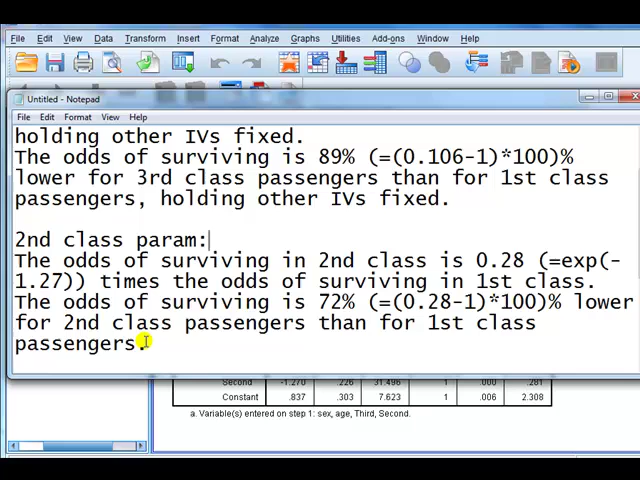 File Edit View Data Transform Insert Format Analyze Graphs Utilities Add-ons Window Help
Untitled - Notepad
File Edit Format View Help
holding other IVs fixed.
The odds of surviving is 89% (=(0.106-1)*100)%
lower for 3rd class passengers than for 1st class
passengers, holding other IVs fixed.
2nd class param:
The odds of surviving in 2nd class is 0.28 (=exp(-
1.27)) times the odds of surviving in 1st class.
The odds of surviving is 72% (=(0.28-1)*100)% lower
for 2nd class passengers than for 1st class
passengers.
Second -1.270 .226 31.496 1 .000 .281
Constant .837 .303 7.623 1 .006 2.308
a. Variable(s) entered on step 1: sex, age, Third, Second.